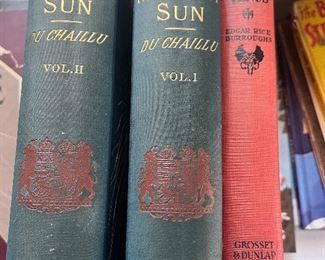 SUN
DU CHAILLU
VOL. II
SUN
DU CHAILLU
VOL. I
EDGAR RICE
BURROUGHS
GROSSET
& DUNLAP